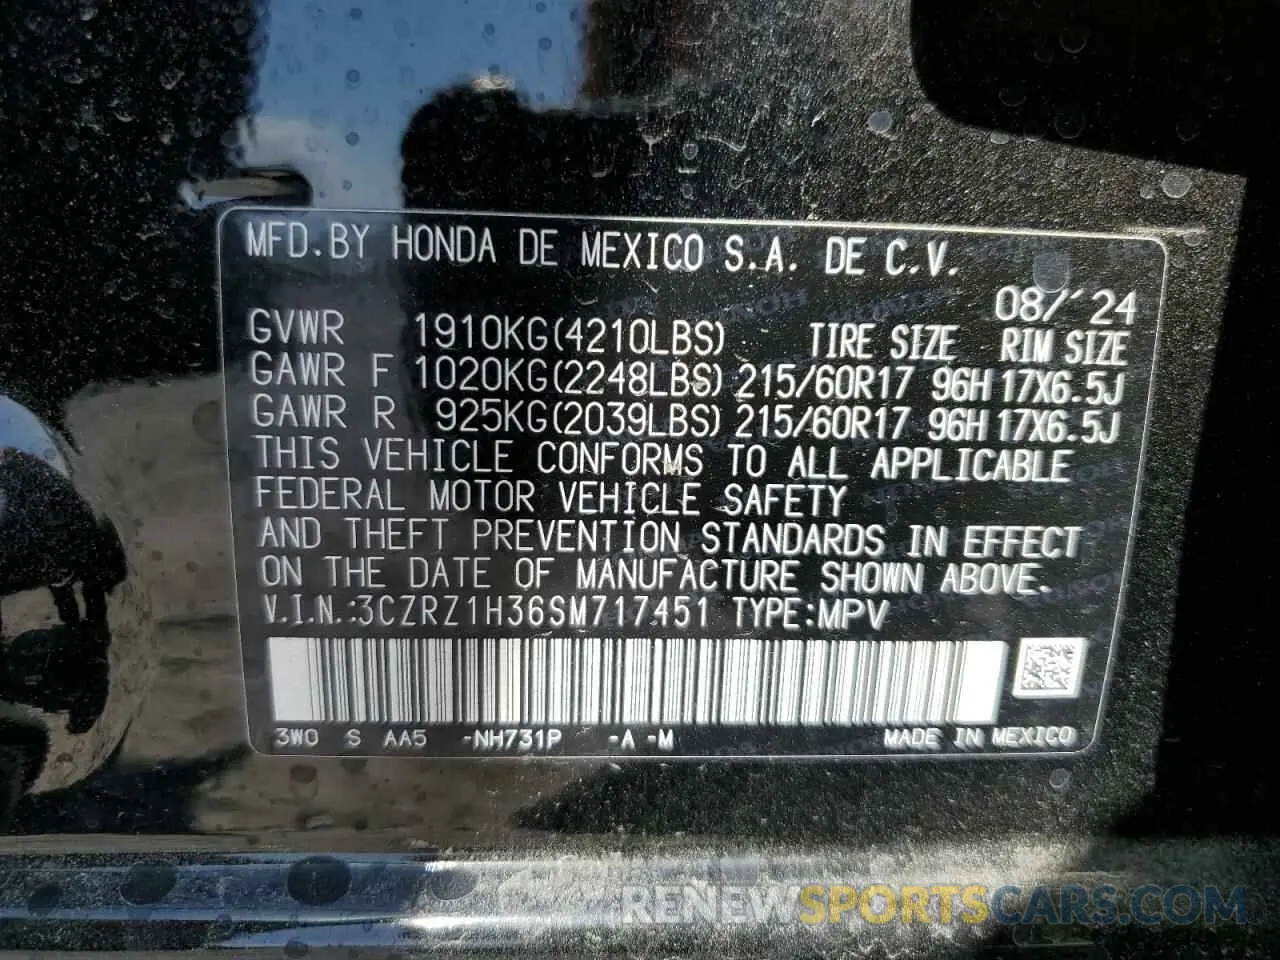 MFD.BY HONDA DE MEXICO S.A. DE C.V.
08/'24
GVWR 1910KG(4210LBS) TIRE SIZE RIM SIZE
GAWR F 1020KG(2248LBS) 215/60R17 96H 17X6.5J
GAWR R 925KG(2039LBS) 215/60R17 96H 17X6.5J
THIS VEHICLE CONFORMS TO ALL APPLICABLE
FEDERAL MOTOR VEHICLE SAFETY
AND THEFT PREVENTION STANDARDS IN EFFECT
ON THE DATE OF MANUFACTURE SHOWN ABOVE.
V.I.N.:3CZRZ1H36SM717451 TYPE:MPV
3W0 S AA5 -NH731P -A -M MADE IN MEXICO
RENEWSPORTSCARS.COM